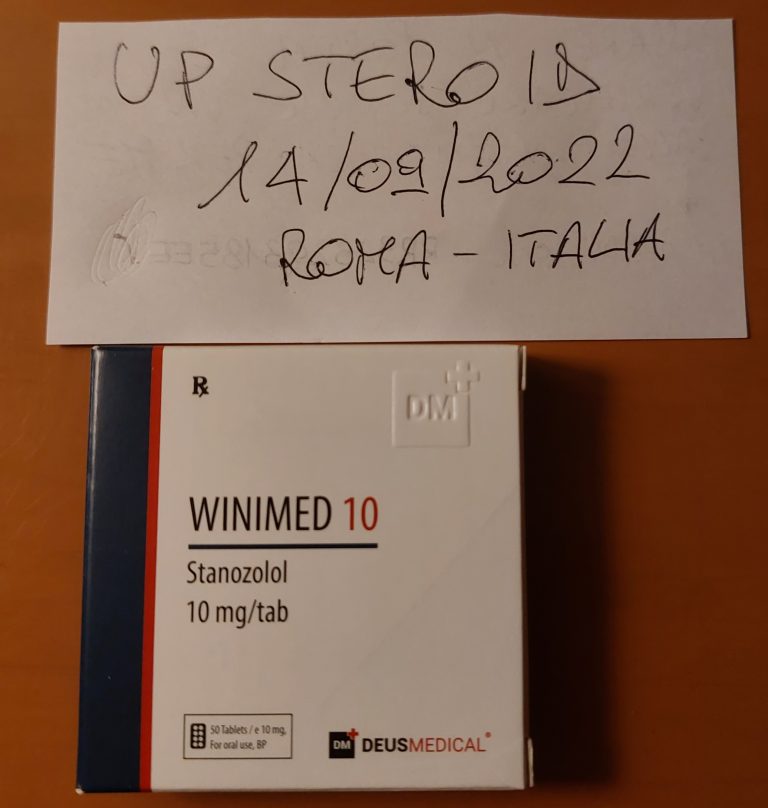 UP STEROID
14/09/2022
ROMA - ITALIA
℞
DM
WINIMED 10
Stanozolol
10 mg/tab
50 Tablets / e 10 mg,
For oral use, BP
DM DEUSMEDICAL®